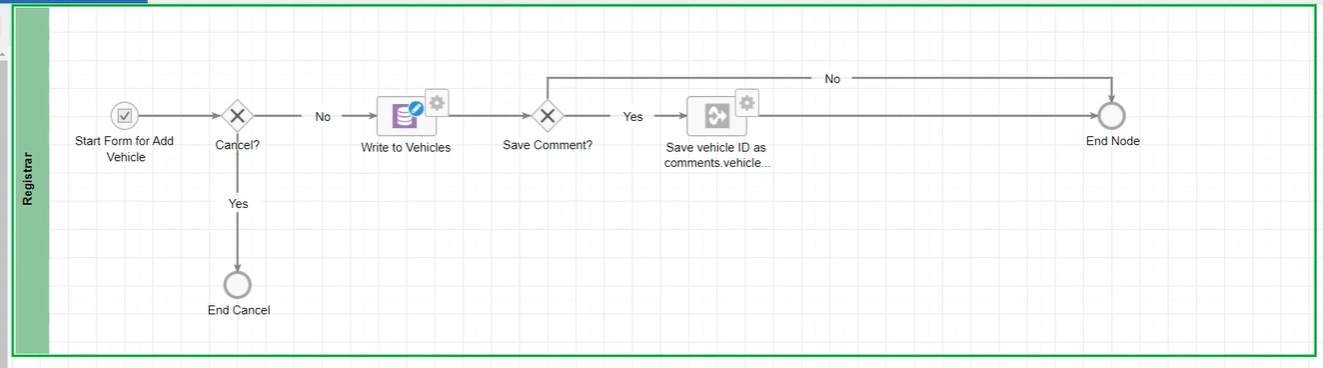 Registrar
Start Form for Add
Vehicle
Cancel?
No
Write to Vehicles
Save Comment?
Yes
Save vehicle ID as
comments.vehicle...
No
End Node
Yes
End Cancel